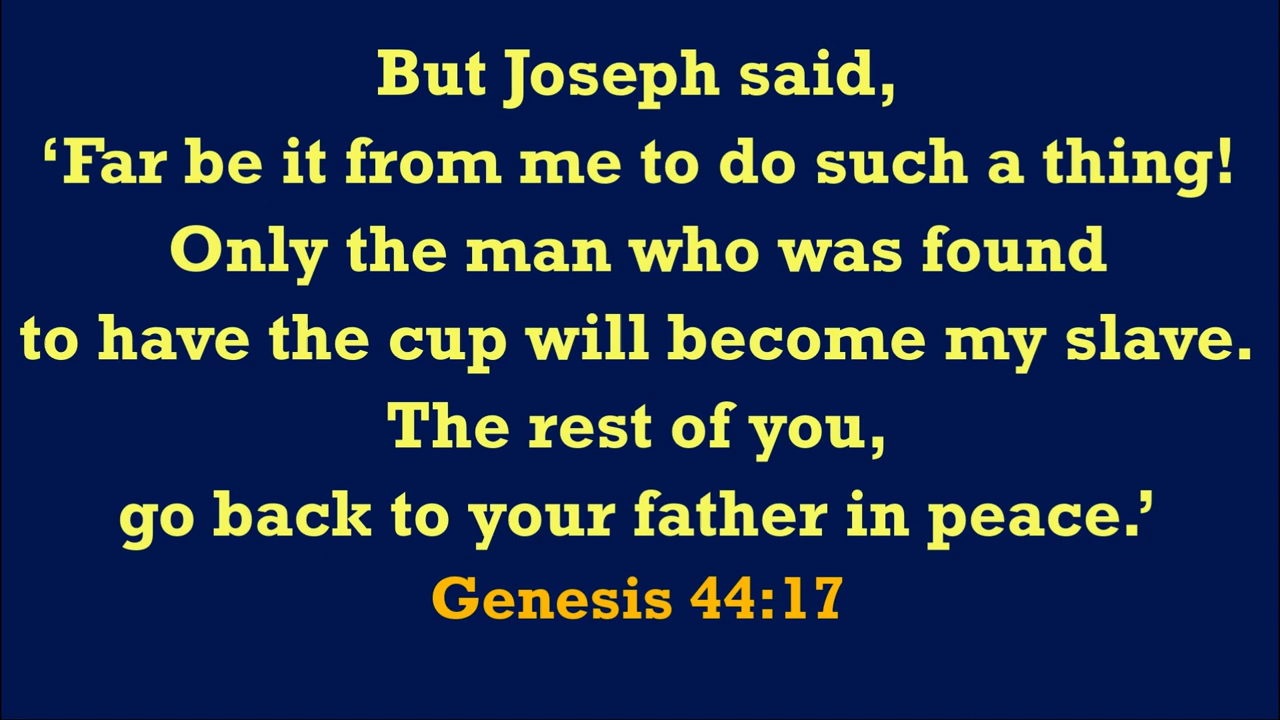 But Joseph said,
‘Far be it from me to do such a thing!
Only the man who was found
to have the cup will become my slave.
The rest of you,
go back to your father in peace.’
Genesis 44:17